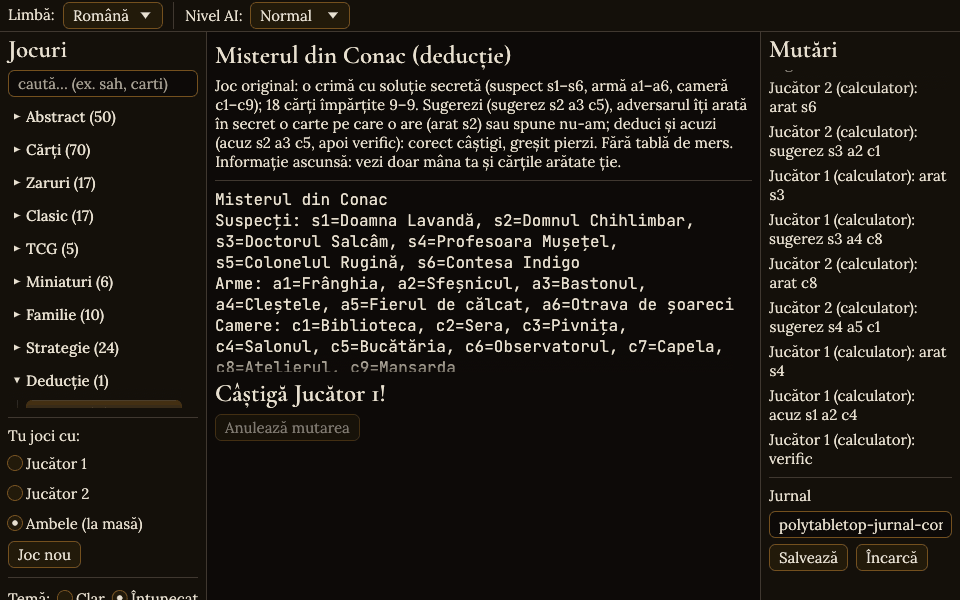 Limbă: Română ▼ Nivel AI: Normal ▼
Jocuri
caută... (ex. sah, carti)
▸ Abstract (50)
▸ Cărți (70)
▸ Zaruri (17)
▸ Clasic (17)
▸ TCG (5)
▸ Miniaturi (6)
▸ Familie (10)
▸ Strategie (24)
▾ Deducție (1)
Tu joci cu:
Jucător 1
Jucător 2
Ambele (la masă)
Joc nou
Temă: Clar Întunecat
Misterul din Conac (deducție)
Joc original: o crimă cu soluție secretă (suspect s1–s6, armă a1–a6, cameră
c1–c9); 18 cărți împărțite 9–9. Sugerezi (sugerez s2 a3 c5), adversarul îți arată
în secret o carte pe care o are (arat s2) sau spune nu-am; deduci și acuzi
(acuz s2 a3 c5, apoi verific): corect câștigi, greșit pierzi. Fără tablă de mers.
Informație ascunsă: vezi doar mâna ta și cărțile arătate ție.
Misterul din Conac
Suspecți: s1=Doamna Lavandă, s2=Domnul Chihlimbar,
s3=Doctorul Salcâm, s4=Profesoara Mușețel,
s5=Colonelul Rugină, s6=Contesa Indigo
Arme: a1=Frânghia, a2=Sfeșnicul, a3=Bastonul,
a4=Cleștele, a5=Fierul de călcat, a6=Otrava de șoareci
Camere: c1=Biblioteca, c2=Sera, c3=Pivnița,
c4=Salonul, c5=Bucătăria, c6=Observatorul, c7=Capela,
c8=Atelierul, c9=Mansarda
Câștigă Jucător 1!
Anulează mutarea
Mutări
Jucător 2 (calculator):
arat s6
Jucător 2 (calculator):
sugerez s3 a2 c1
Jucător 1 (calculator): arat
s3
Jucător 1 (calculator):
sugerez s3 a4 c8
Jucător 2 (calculator):
arat c8
Jucător 2 (calculator):
sugerez s4 a5 c1
Jucător 1 (calculator): arat
s4
Jucător 1 (calculator):
acuz s1 a2 c4
Jucător 1 (calculator):
verific
Jurnal
polytabletop-jurnal-cor
Salvează Încarcă